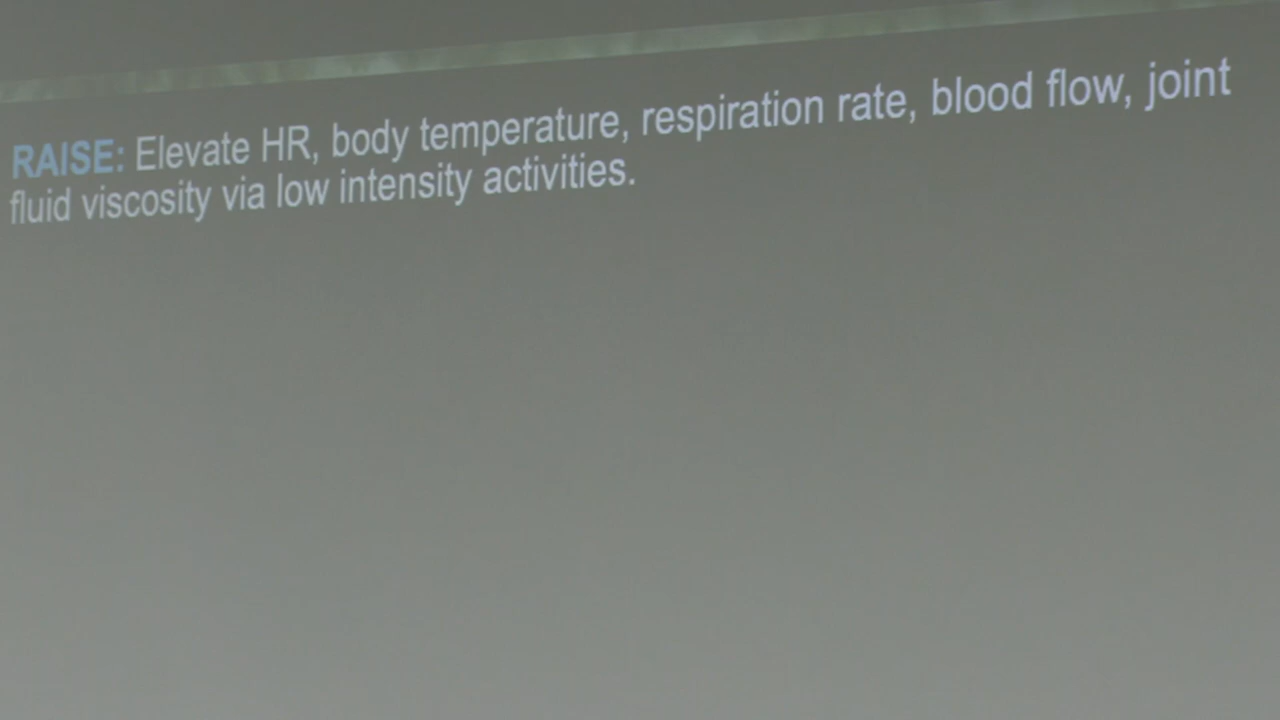 RAISE: Elevate HR, body temperature, respiration rate, blood flow, joint
fluid viscosity via low intensity activities.